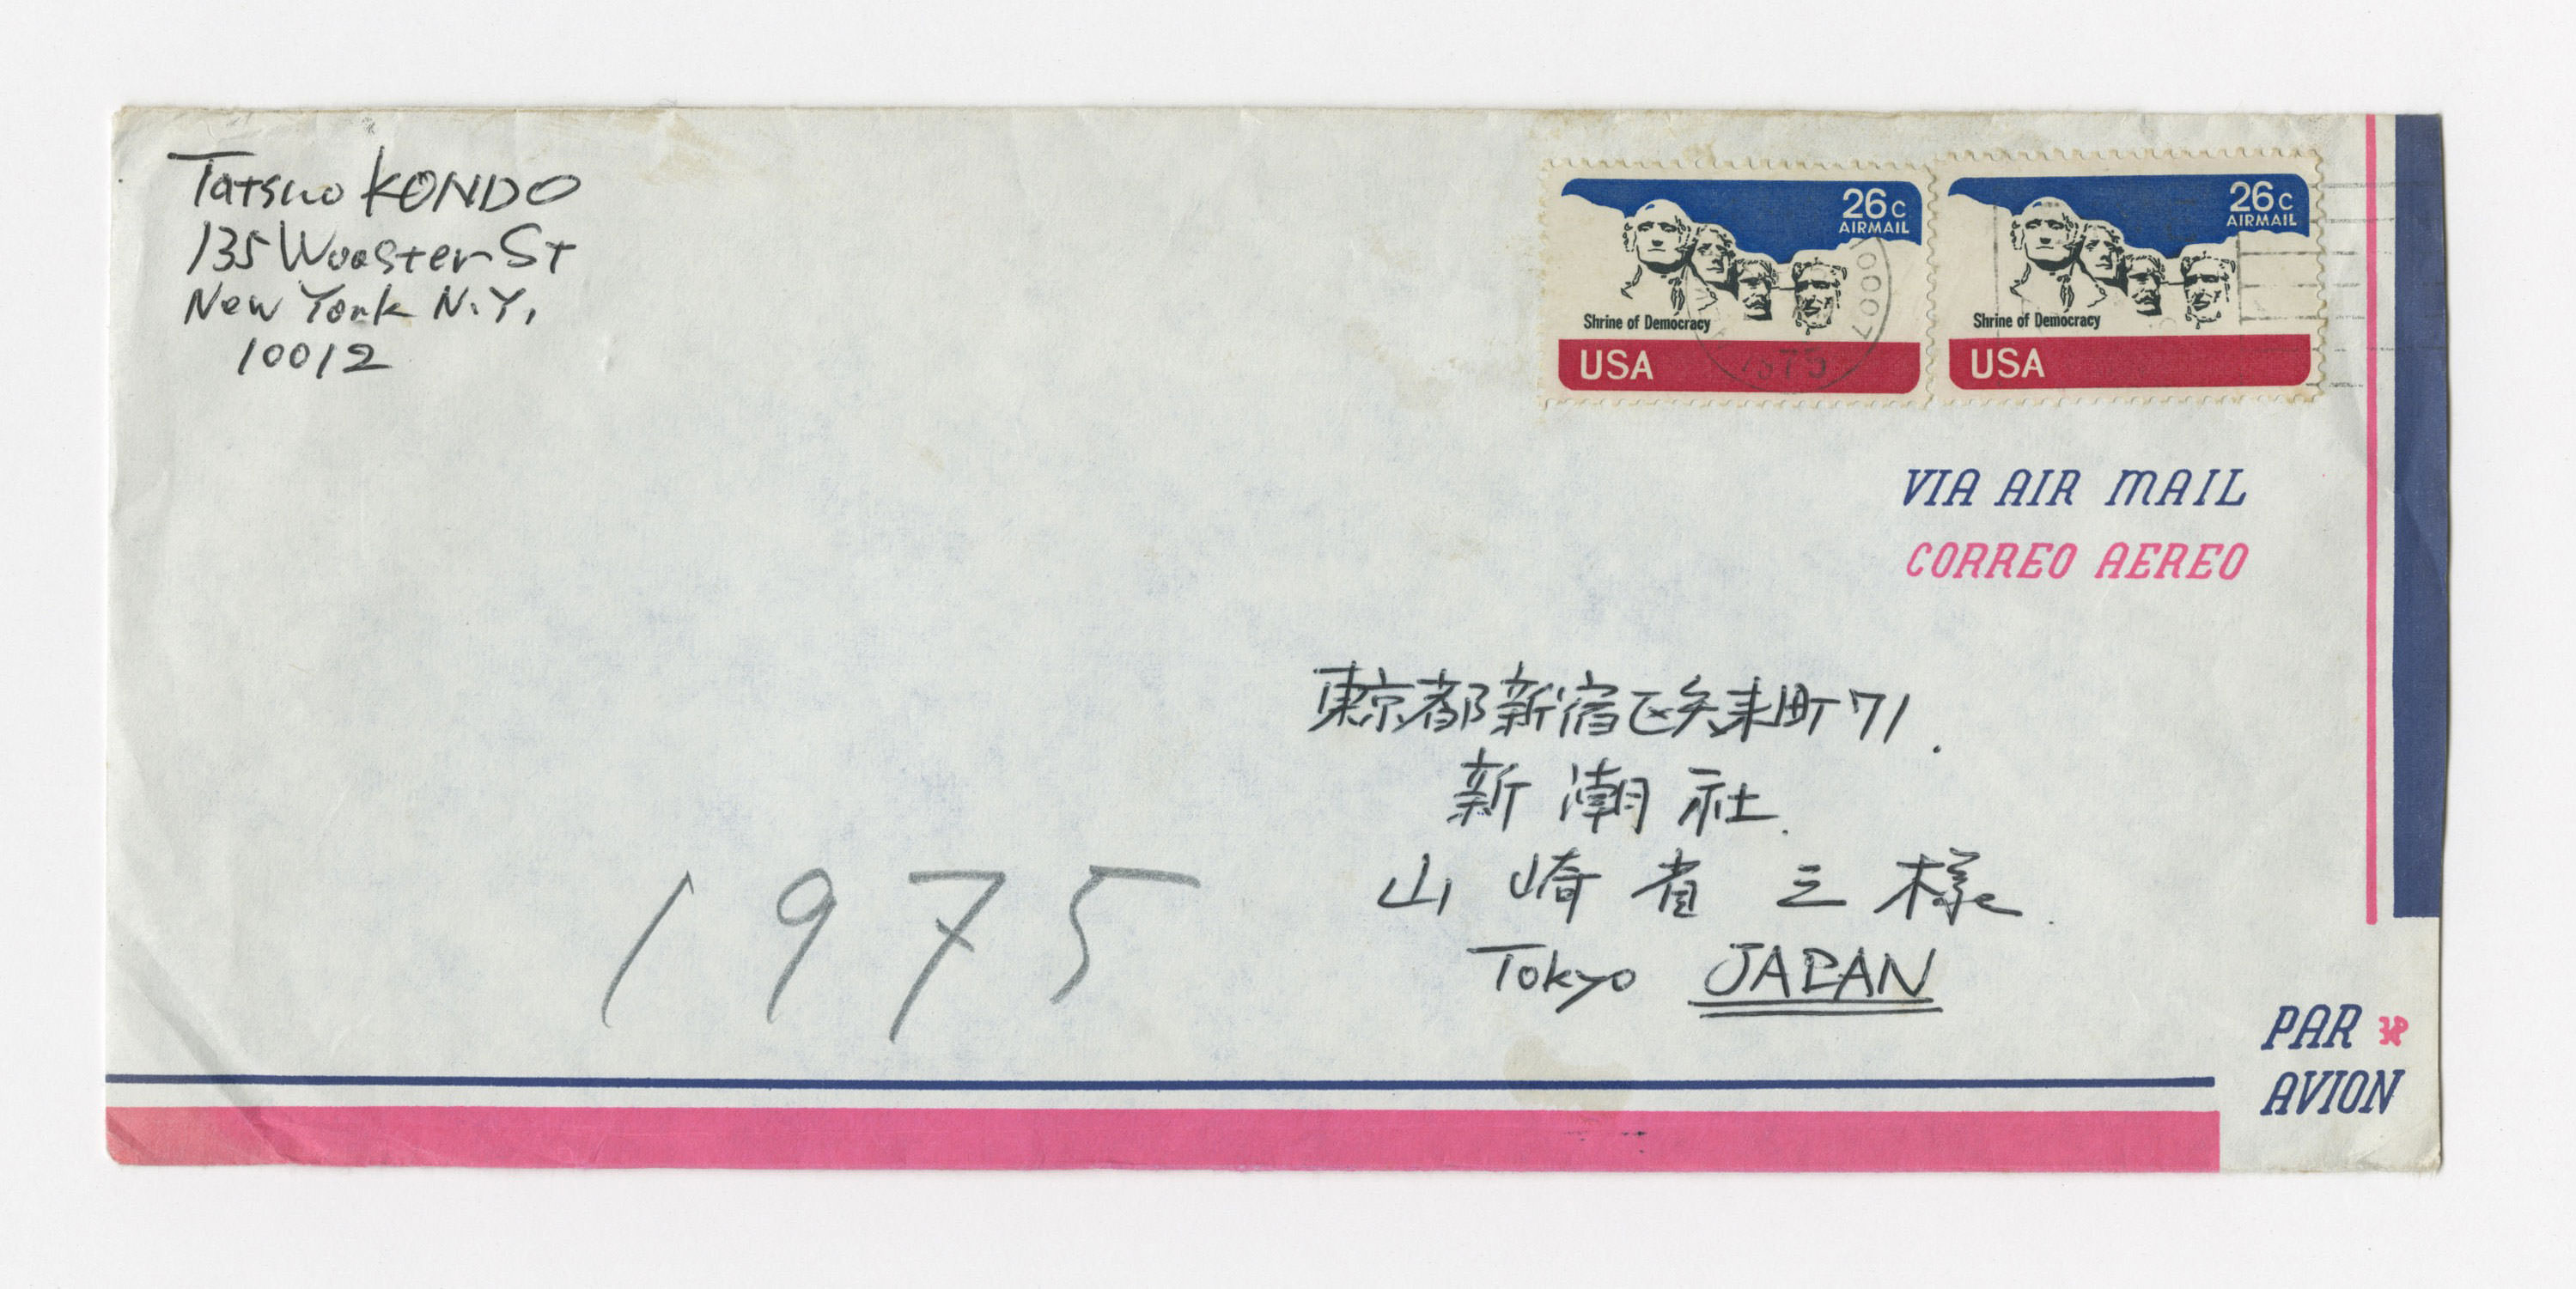 Tatsuo KONDO
135 Wooster St
New York N.Y.
10012
26c
AIRMAIL
Shrine of Democracy
USA
26c
AIRMAIL
Shrine of Democracy
USA
VIA AIR MAIL
CORREO AEREO
東京都新宿区矢来町71.
新潮社.
山崎省三様.
Tokyo JAPAN
1975
PAR
AVION